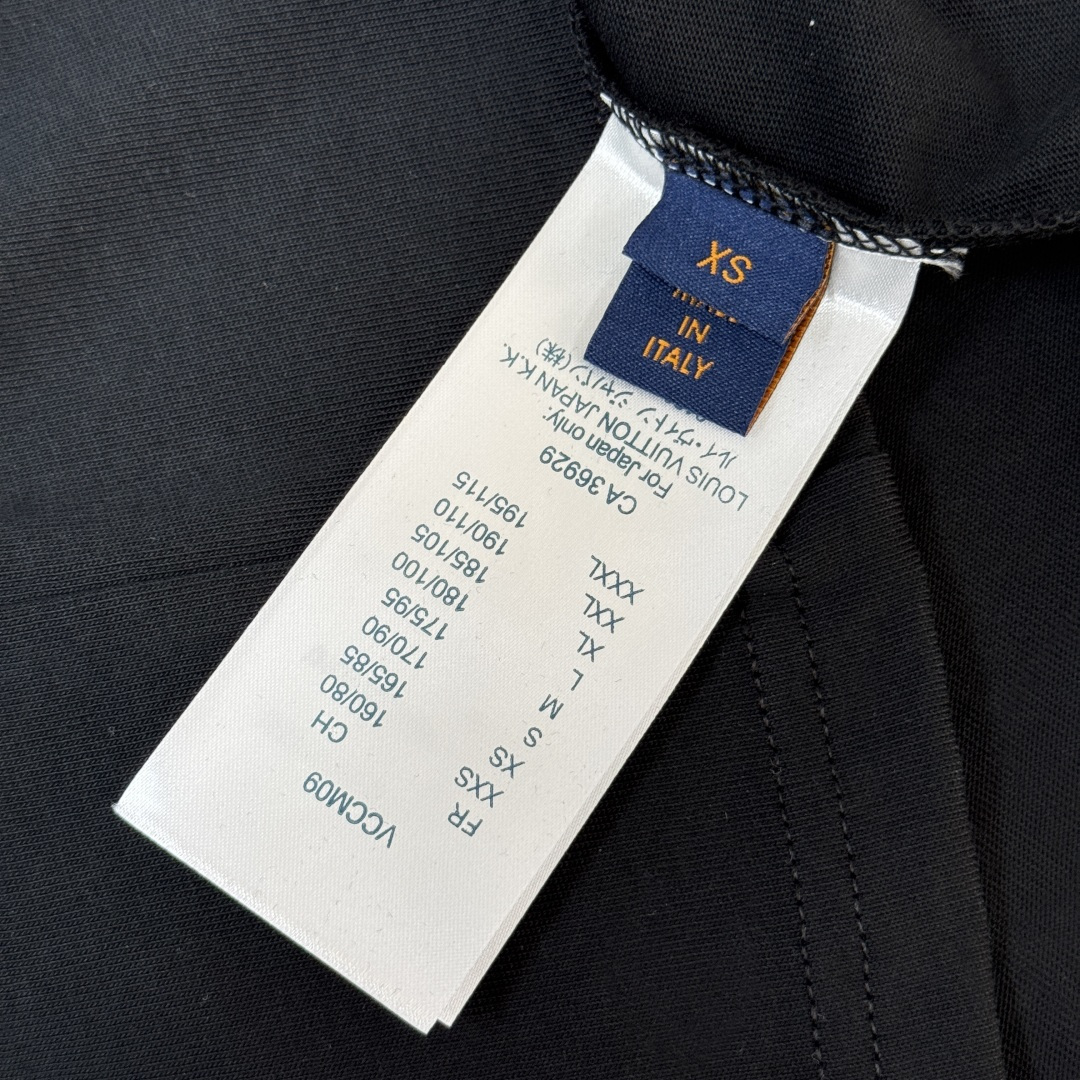 XS
IN
ITALY
VCCM09
FR CH
XXS 160/80
XS 165/85
S 170/90
M 175/95
L 180/100
XL 185/105
XXL 190/110
XXXL 195/115
CA 36929
For Japan only:
LOUIS VUITTON JAPAN K.K.
ルイ・ヴィトン ジャパン(株)